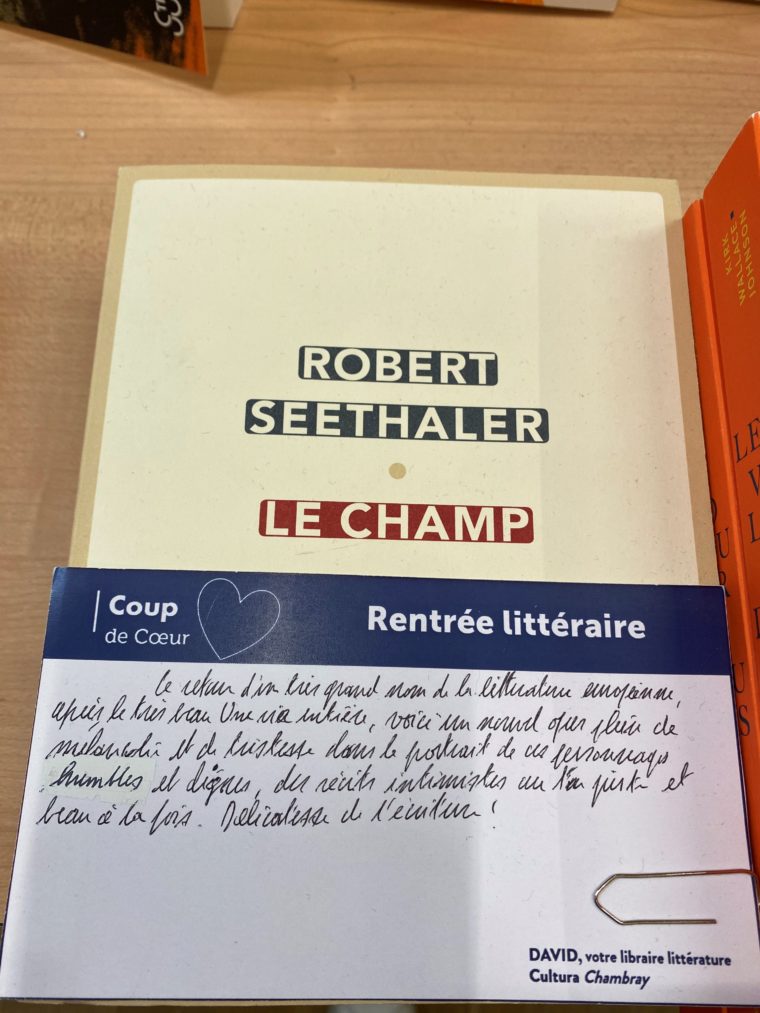 ROBERT
SEETHALER
LE CHAMP
Coup
de Cœur
Rentrée littéraire
Le retour d'un très grand nom de la littérature européenne,
après le très beau Une vie entière, voici un nouvel opus plein de
mélancolie et de tristesse dans le portrait de ces personnages
humbles et dignes, des récits intimistes au ton juste et
beau à la fois. Délicatesse de l'écriture !
DAVID, votre libraire littérature
Cultura Chambray
KIRK
WALLACE
JOHNSON